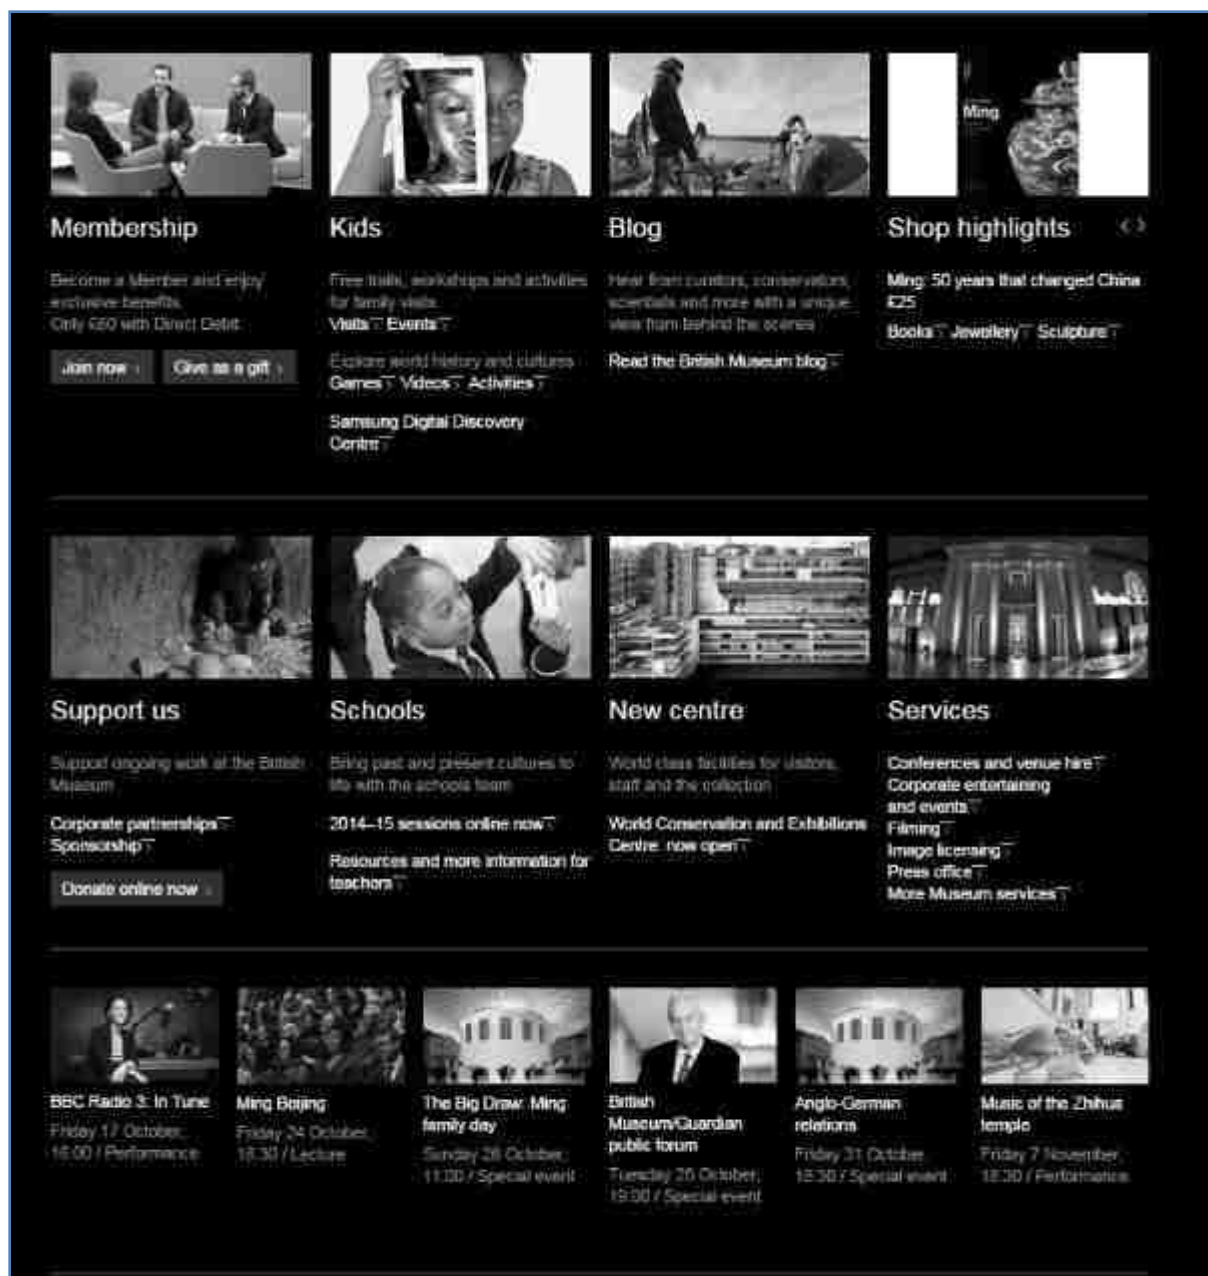 Ming
Membership
Become a Member and enjoy
exclusive benefits.
Only £60 with Direct Debit
Join now
Give as a gift
Kids
Free trails, workshops and activities
for family visits
Visits Events
Explore world history and cultures
Games Videos Activities
Samsung Digital Discovery
Centre
Blog
Hear from curators, conservators,
scientists and more with a unique
view from behind the scenes
Read the British Museum blog
Shop highlights
Ming: 50 years that changed China
£25
Books Jewellery Sculpture
Support us
Support ongoing work at the British
Museum
Corporate partnerships
Sponsorship
Donate online now
Schools
Bring past and present cultures to
life with the schools team
2014–15 sessions online now
Resources and more information for
teachers
New centre
World class facilities for visitors,
staff and the collection
World Conservation and Exhibitions
Centre now open
Services
Conferences and venue hire
Corporate entertaining
and events
Filming
Image licensing
Press office
More Museum services
BBC Radio 3: In Tune
Friday 17 October,
16.00 / Performance
Ming Beijing
Friday 24 October,
18.30 / Lecture
The Big Draw: Ming
family day
Sunday 26 October,
11.00 / Special event
British
Museum/Guardian
public forum
Tuesday October,
19.00 / Special event
Anglo-German
relations
Friday 31 October,
18.30 / Special event
Music of the Zhihua
temple
Friday 7 November,
18.30 / Performance